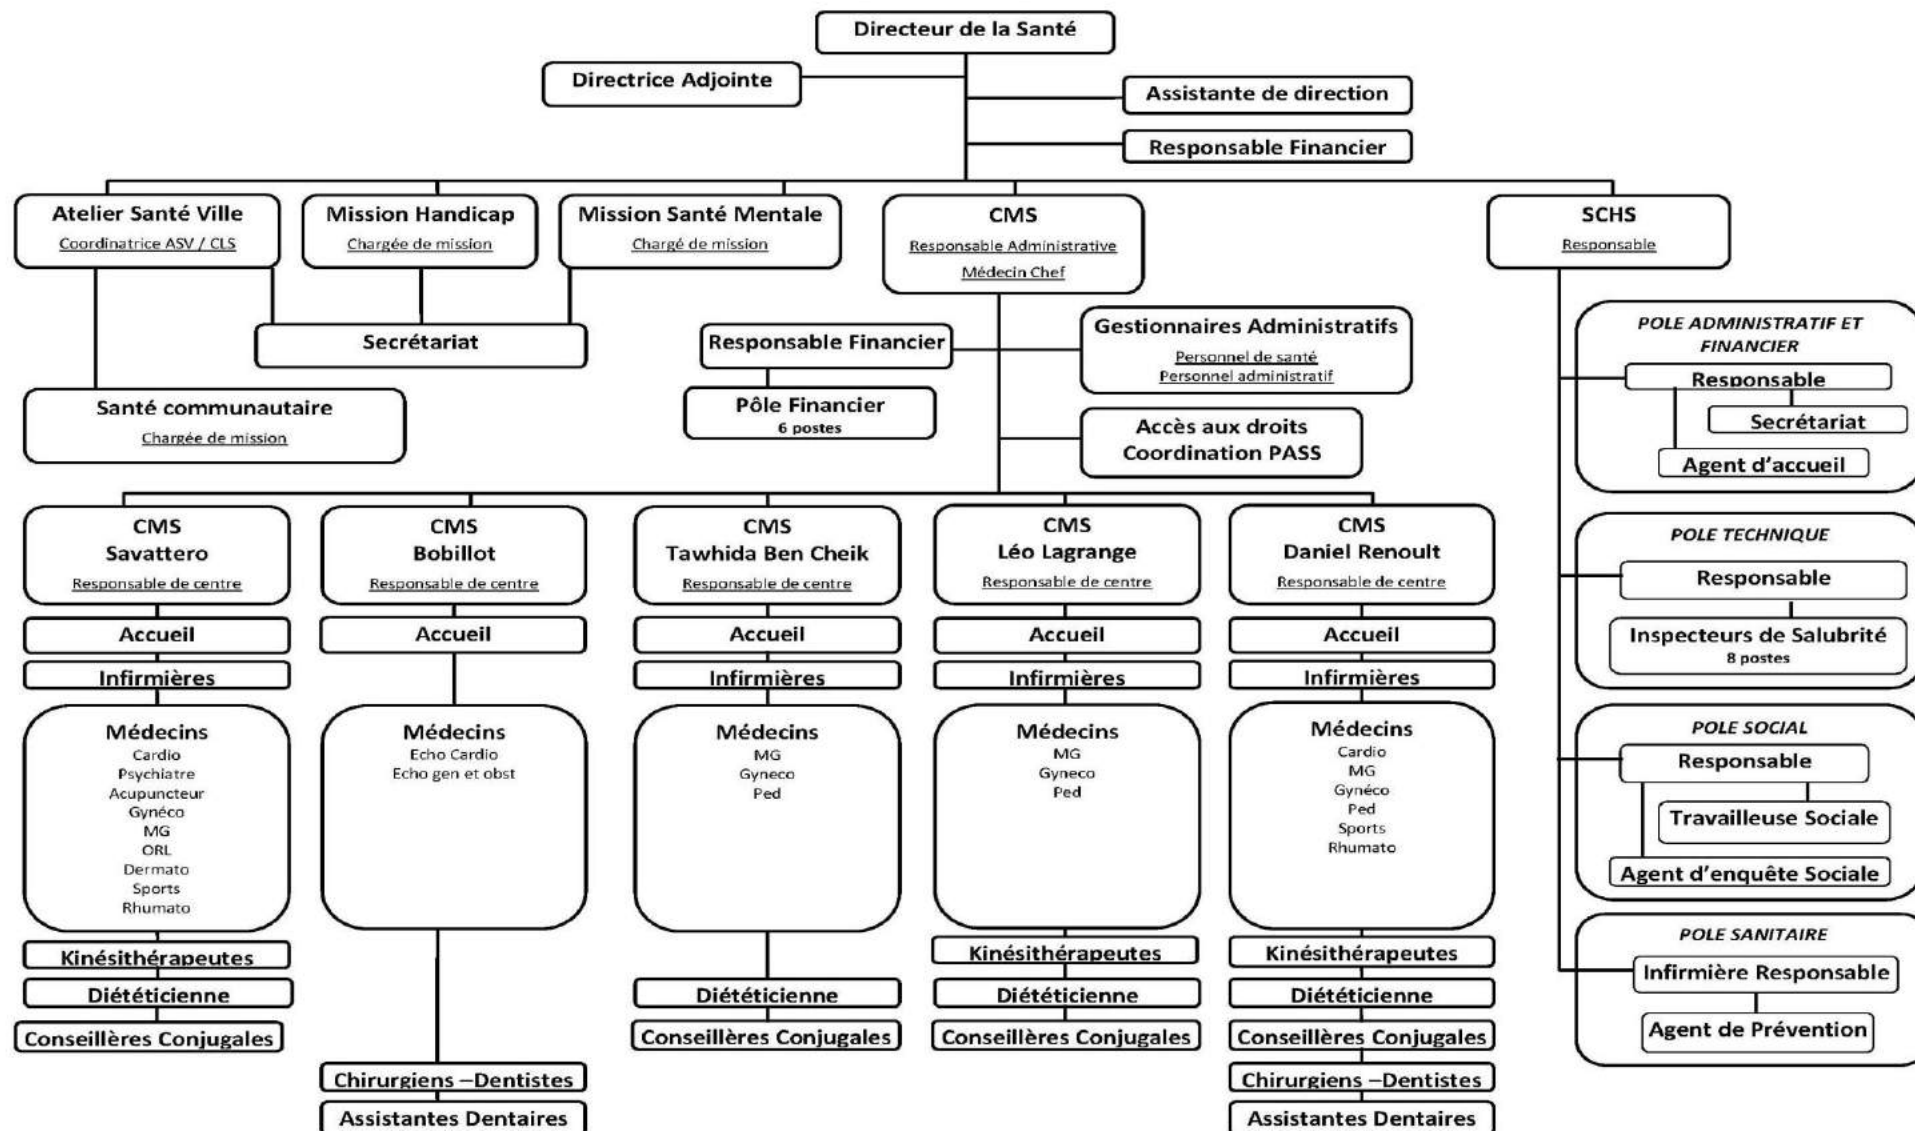 Directeur de la Santé
Directrice Adjointe
Assistante de direction
Responsable Financier
Atelier Santé Ville
Coordinatrice ASV / CLS
Mission Handicap
Chargée de mission
Mission Santé Mentale
Chargé de mission
CMS
Responsable Administrative
Médecin Chef
SCHS
Responsable
Secrétariat
Santé communautaire
Chargée de mission
Responsable Financier
Pôle Financier
6 postes
Gestionnaires Administratifs
Personnel de santé
Personnel administratif
Accès aux droits
Coordination PASS
CMS
Savattero
Responsable de centre
Accueil
Infirmières
Médecins
Cardio
Psychiatre
Acupuncteur
Gynéco
MG
ORL
Dermato
Sports
Rhumato
Kinésithérapeutes
Diététicienne
Conseillères Conjugales
CMS
Bobillot
Responsable de centre
Accueil
Médecins
Echo Cardio
Echo gen et obst
Chirurgiens –Dentistes
Assistantes Dentaires
CMS
Tawhida Ben Cheik
Responsable de centre
Accueil
Infirmières
Médecins
MG
Gyneco
Ped
Diététicienne
Conseillères Conjugales
CMS
Léo Lagrange
Responsable de centre
Accueil
Infirmières
Médecins
MG
Gyneco
Ped
Kinésithérapeutes
Diététicienne
Conseillères Conjugales
CMS
Daniel Renoult
Responsable de centre
Accueil
Infirmières
Médecins
Cardio
MG
Gynéco
Ped
Sports
Rhumato
Kinésithérapeutes
Diététicienne
Conseillères Conjugales
Chirurgiens –Dentistes
Assistantes Dentaires
POLE ADMINISTRATIF ET
FINANCIER
Responsable
Secrétariat
Agent d’accueil
POLE TECHNIQUE
Responsable
Inspecteurs de Salubrité
8 postes
POLE SOCIAL
Responsable
Travailleuse Sociale
Agent d’enquête Sociale
POLE SANITAIRE
Infirmière Responsable
Agent de Prévention